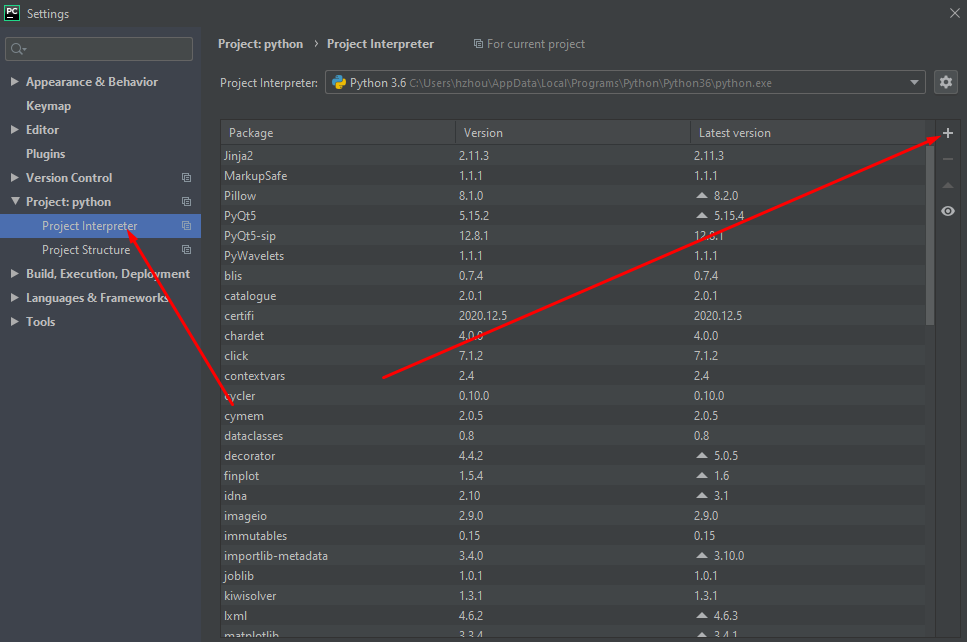 PC Settings
Project: python › Project Interpreter For current project
Project Interpreter: Python 3.6 C:\Users\hzhou\AppData\Local\Programs\Python\Python36\python.exe
Appearance & Behavior
Keymap
Editor
Plugins
Version Control
Project: python
Project Interpreter
Project Structure
Build, Execution, Deployment
Languages & Frameworks
Tools
Package Version Latest version
Jinja2 2.11.3 2.11.3
MarkupSafe 1.1.1 1.1.1
Pillow 8.1.0 8.2.0
PyQt5 5.15.2 5.15.4
PyQt5-sip 12.8.1 12.8.1
PyWavelets 1.1.1 1.1.1
blis 0.7.4 0.7.4
catalogue 2.0.1 2.0.1
certifi 2020.12.5 2020.12.5
chardet 4.0.0 4.0.0
click 7.1.2 7.1.2
contextvars 2.4 2.4
cycler 0.10.0 0.10.0
cymem 2.0.5 2.0.5
dataclasses 0.8 0.8
decorator 4.4.2 5.0.5
finplot 1.5.4 1.6
idna 2.10 3.1
imageio 2.9.0 2.9.0
immutables 0.15 0.15
importlib-metadata 3.4.0 3.10.0
joblib 1.0.1 1.0.1
kiwisolver 1.3.1 1.3.1
lxml 4.6.2 4.6.3
matplotlib 3.3.4 3.4.1